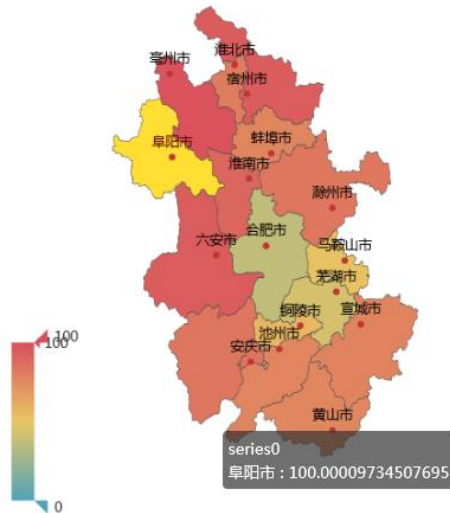 淮北市
亳州市
宿州市
阜阳市
蚌埠市
淮南市
滁州市
合肥市
六安市
马鞍山市
芜湖市
铜陵市
宣城市
池州市
安庆市
黄山市
100
100
0
series0
阜阳市 : 100.00009734507695